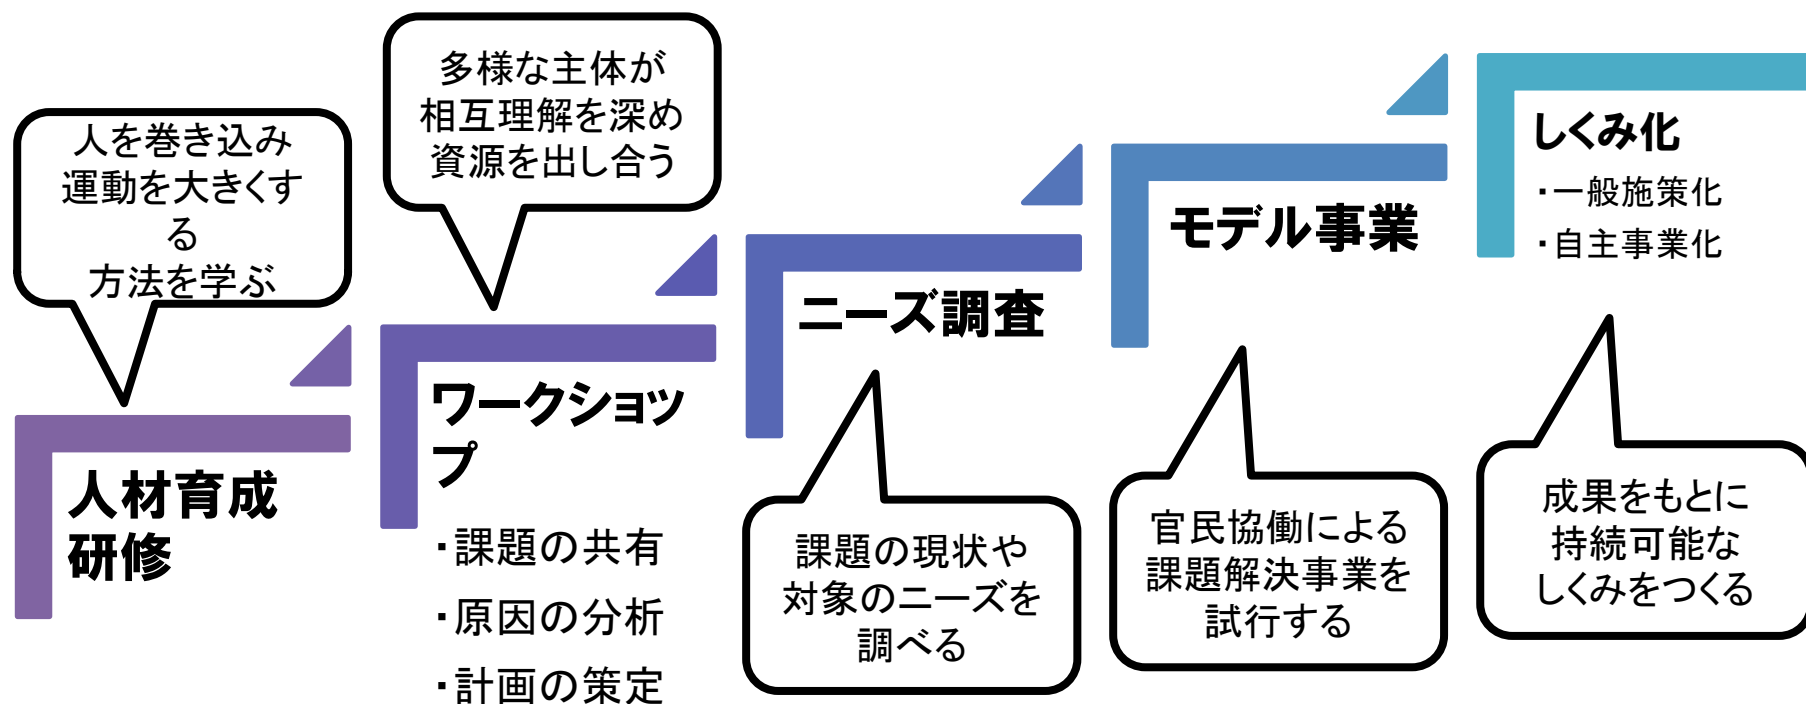 人を巻き込み
運動を大きくす
る
方法を学ぶ
人材育成
研修
多様な主体が
相互理解を深め
資源を出し合う
ワークショッ
プ
・課題の共有
・原因の分析
・計画の策定
ニーズ調査
課題の現状や
対象のニーズを
調べる
モデル事業
官民協働による
課題解決事業を
試行する
しくみ化
・一般施策化
・自主事業化
成果をもとに
持続可能な
しくみをつくる